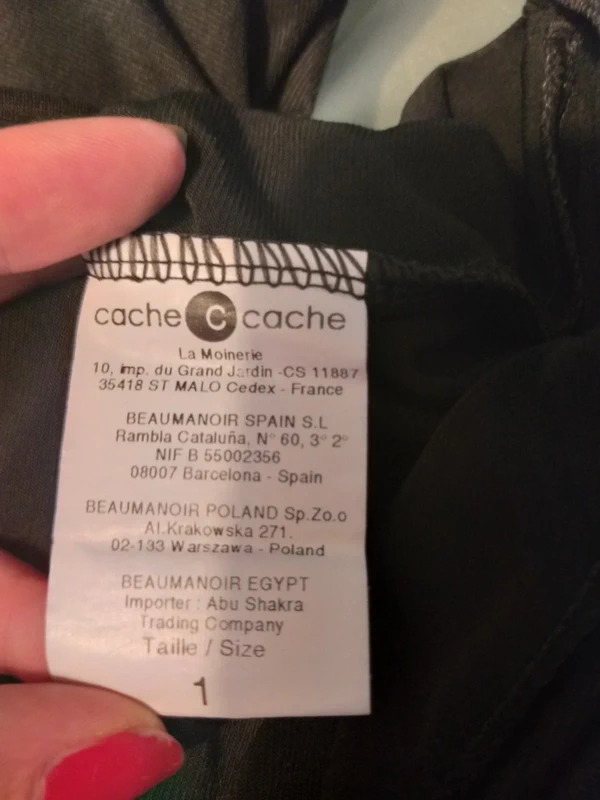 cache C cache
La Moinerie
10, imp. du Grand Jardin -CS 11887
35418 ST MALO Cedex - France
BEAUMANOIR SPAIN S.L
Rambla Cataluña, N° 60, 3° 2°
NIF B 55002356
08007 Barcelona - Spain
BEAUMANOIR POLAND Sp.Zo.o
Al.Krakowska 271.
02-133 Warszawa - Poland
BEAUMANOIR EGYPT
Importer : Abu Shakra
Trading Company
Taille / Size
1